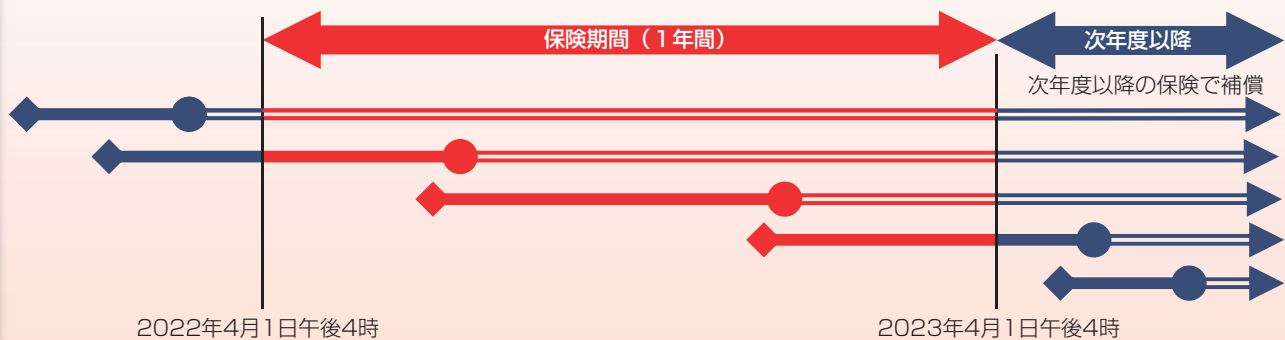 保険期間（１年間）
次年度以降
次年度以降の保険で補償
2022年4月1日午後4時
2023年4月1日午後4時